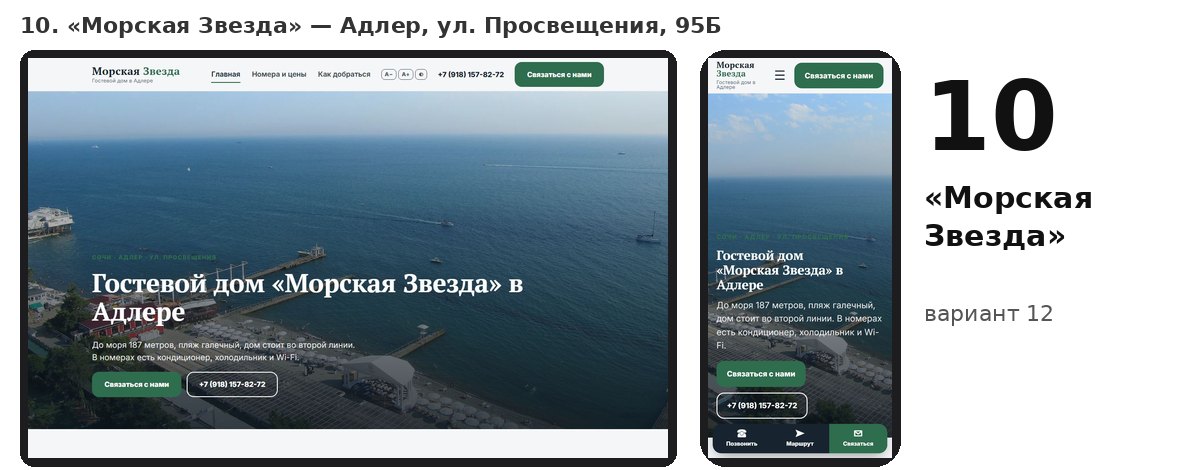 10. «Морская Звезда» — Адлер, ул. Просвещения, 95Б
Морская Звезда
Гостевой дом в Адлере
Главная
Номера и цены
Как добраться
A−
A+
+7 (918) 157-82-72
Связаться с нами
СОЧИ · АДЛЕР · УЛ. ПРОСВЕЩЕНИЯ
Гостевой дом «Морская Звезда» в
Адлере
До моря 187 метров, пляж галечный, дом стоит во второй линии.
В номерах есть кондиционер, холодильник и Wi-Fi.
Связаться с нами
+7 (918) 157-82-72
Морская
Звезда
Гостевой дом в
Адлере
Связаться с нами
СОЧИ · АДЛЕР · УЛ. ПРОСВЕЩЕНИЯ
Гостевой дом
«Морская Звезда» в
Адлере
До моря 187 метров, пляж галечный,
дом стоит во второй линии. В номерах
есть кондиционер, холодильник и Wi-
Fi.
Связаться с нами
+7 (918) 157-82-72
Позвонить
Маршрут
Связаться
10
«Морская
Звезда»
вариант 12